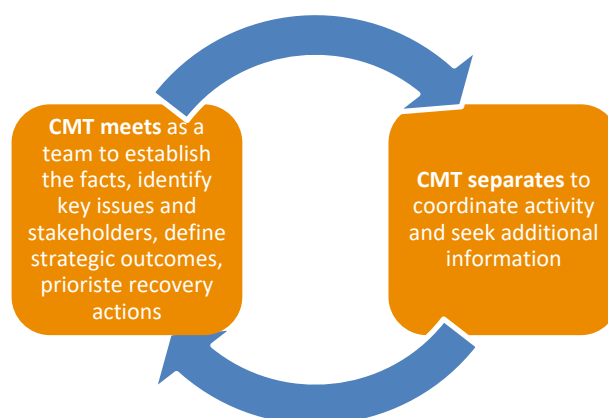 CMT meets as a
team to establish
the facts, identify
key issues and
stakeholders, define
strategic outcomes,
prioriste recovery
actions
CMT separates to
coordinate activity
and seek additional
information